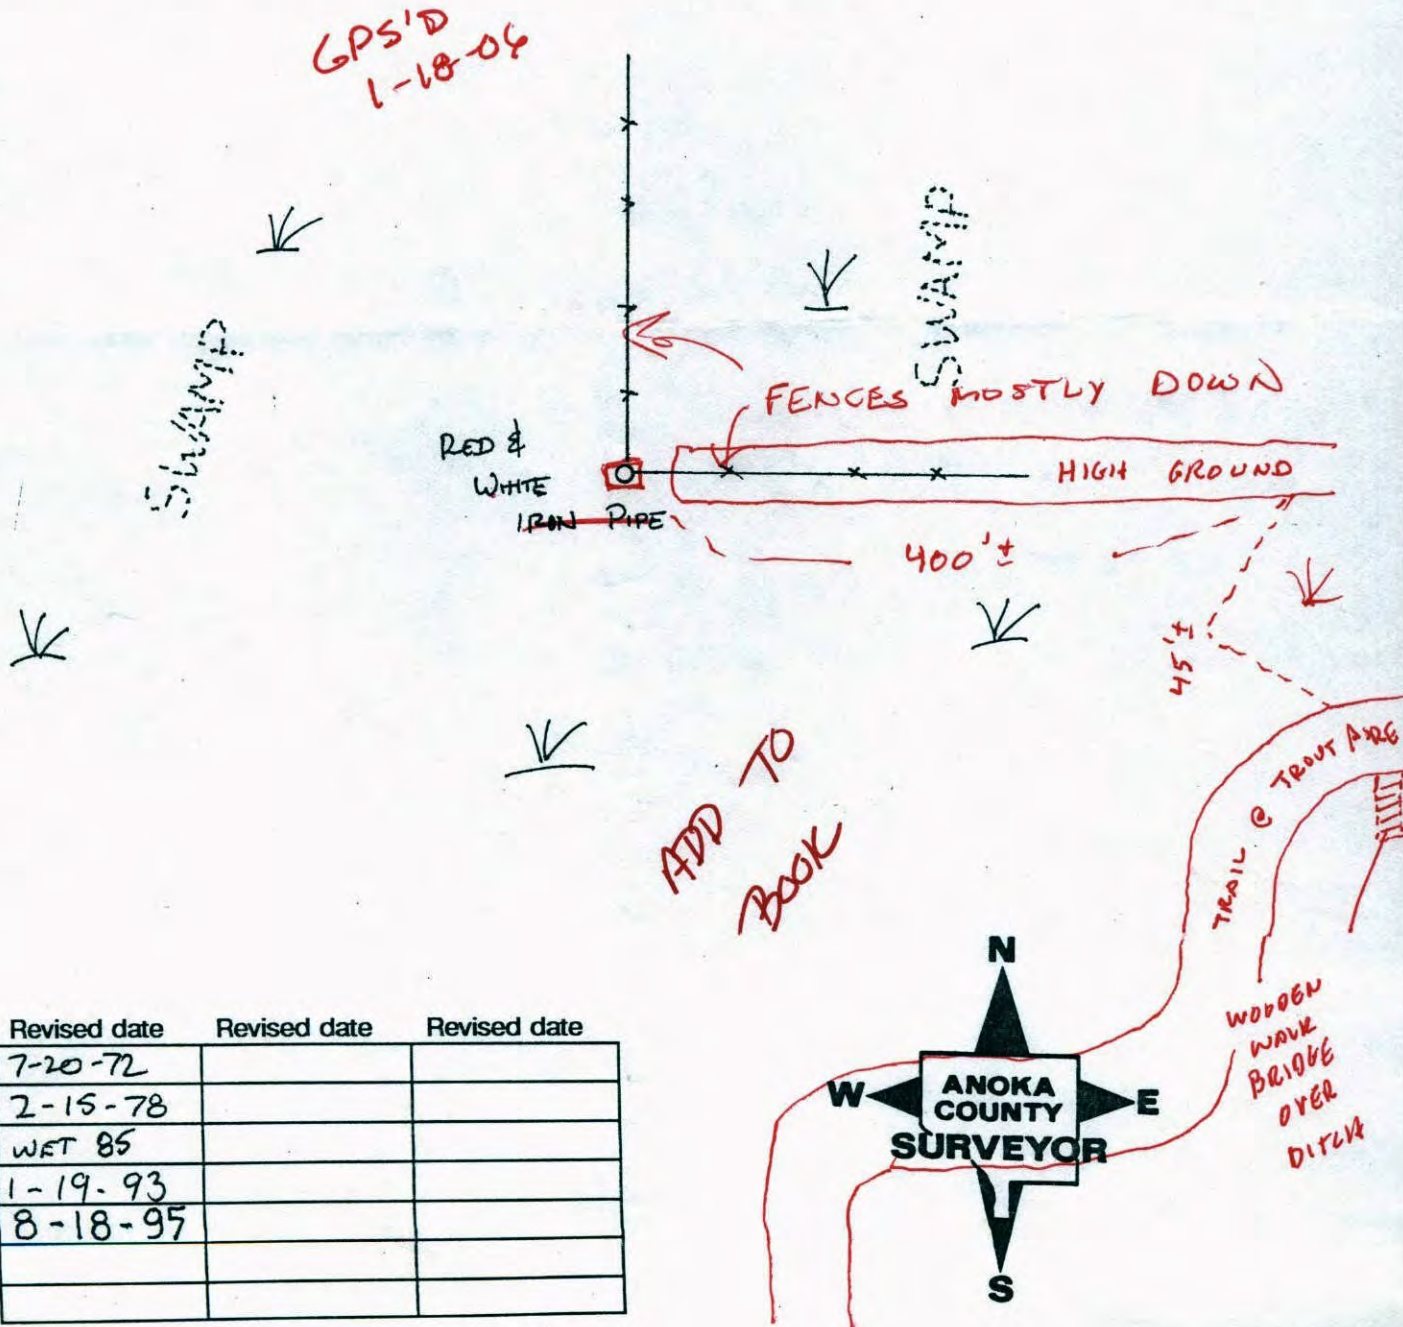 GPS'D
1-18-06
SWAMP
SWAMP
FENCES MOSTLY DOWN
RED &
WHITE
IRON PIPE
HIGH GROUND
400'±
45'±
ADD TO
BOOK
TRAIL @ TROUT
WOODEN
WALK
BRIDGE
OVER
DITCH
N
W
E
S
ANOKA
COUNTY
SURVEYOR
Revised date Revised date Revised date
7-20-72
2-15-78
WET 85
1-19-93
8-18-95